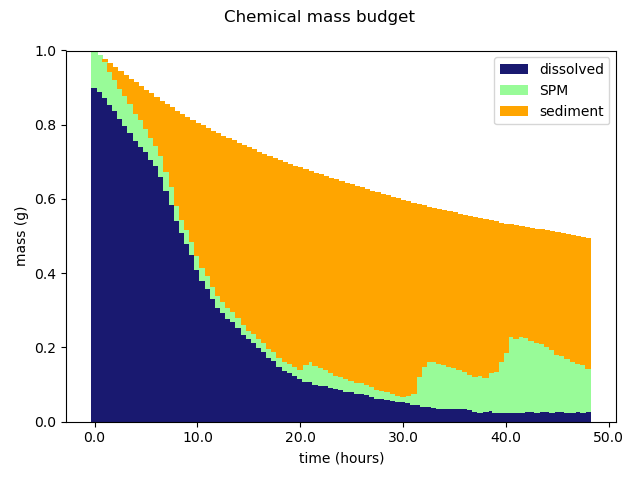 Chemical mass budget
1.0
0.8
0.6
0.4
0.2
0.0
mass (g)
dissolved
SPM
sediment
0.0 10.0 20.0 30.0 40.0 50.0
time (hours)